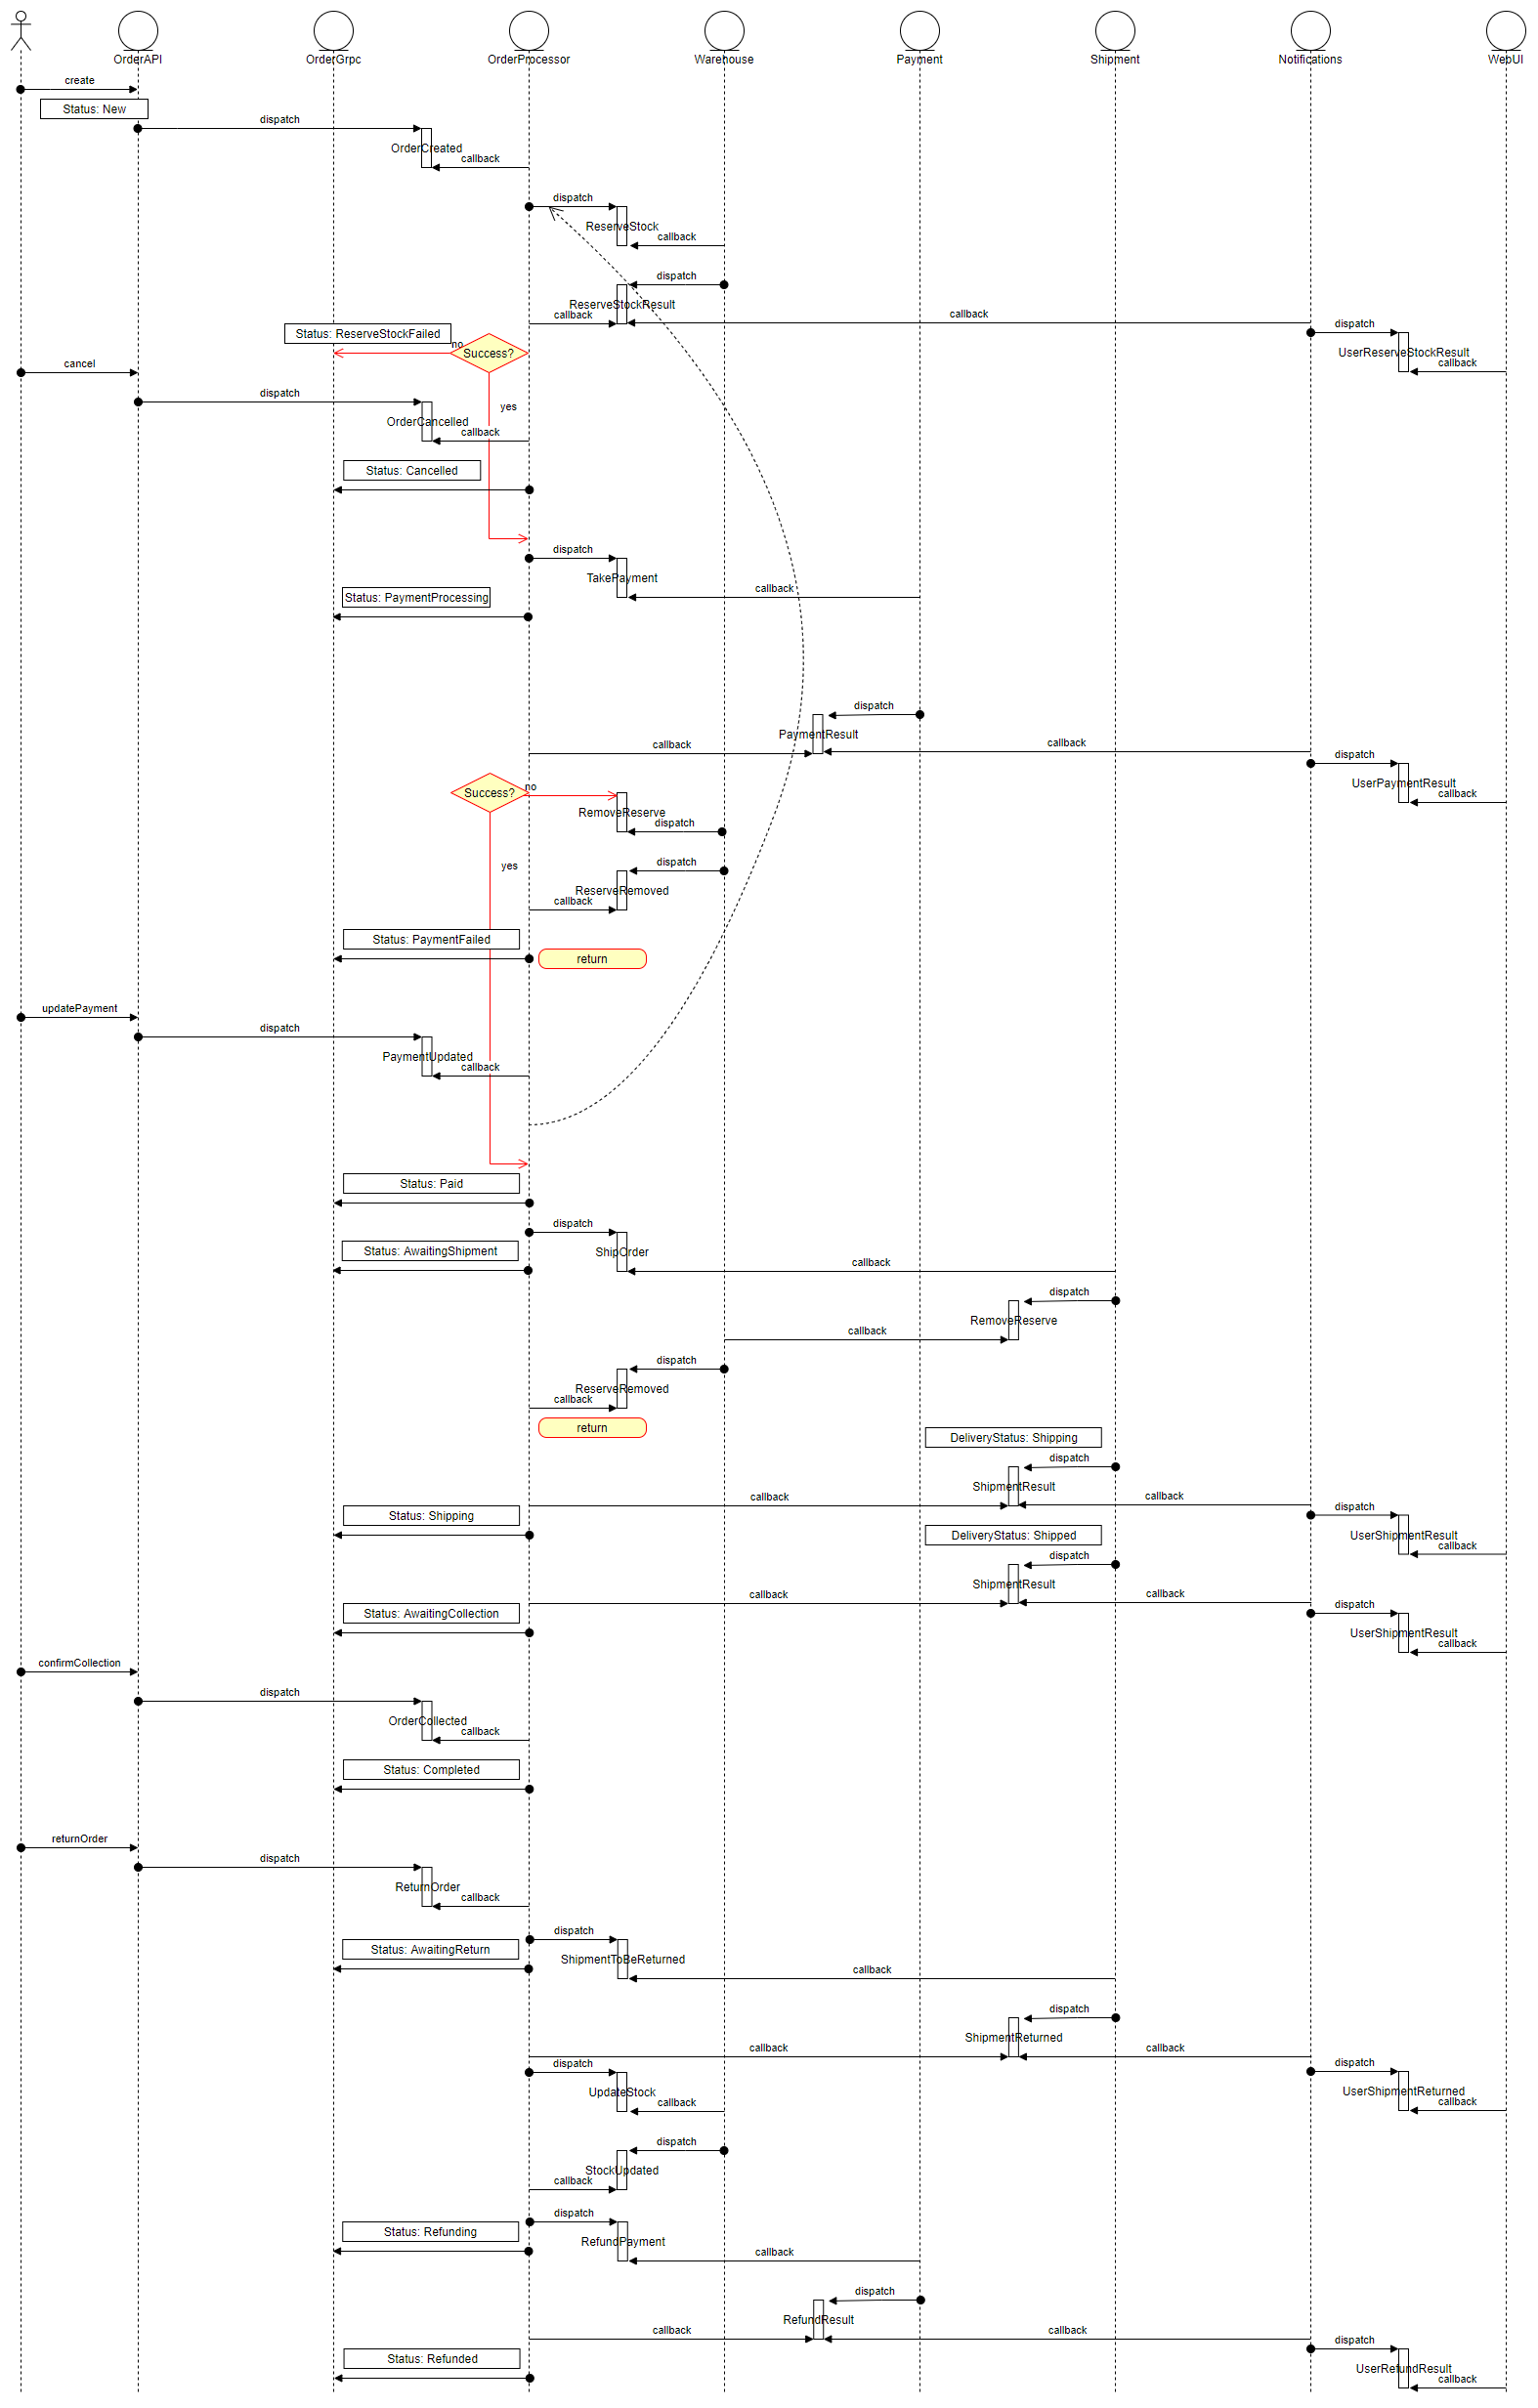 OrderAPI
OrderGrpc
OrderProcessor
Warehouse
Payment
Shipment
Notifications
WebUI
create
Status: New
dispatch
OrderCreated
callback
dispatch
ReserveStock
callback
dispatch
ReserveStockResult
callback
callback
dispatch
Status: ReserveStockFailed
no
Success?
UserReserveStockResult
callback
cancel
dispatch
yes
OrderCancelled
callback
Status: Cancelled
dispatch
TakePayment
callback
Status: PaymentProcessing
dispatch
PaymentResult
callback
callback
dispatch
UserPaymentResult
callback
Success?
no
RemoveReserve
dispatch
yes
dispatch
ReserveRemoved
callback
Status: PaymentFailed
return
updatePayment
dispatch
PaymentUpdated
callback
Status: Paid
dispatch
Status: AwaitingShipment
ShipOrder
callback
dispatch
RemoveReserve
callback
dispatch
ReserveRemoved
callback
return
DeliveryStatus: Shipping
dispatch
ShipmentResult
callback
callback
dispatch
Status: Shipping
UserShipmentResult
callback
DeliveryStatus: Shipped
dispatch
ShipmentResult
callback
callback
dispatch
Status: AwaitingCollection
UserShipmentResult
callback
confirmCollection
dispatch
OrderCollected
callback
Status: Completed
returnOrder
dispatch
ReturnOrder
callback
dispatch
Status: AwaitingReturn
ShipmentToBeReturned
callback
dispatch
ShipmentReturned
callback
callback
dispatch
dispatch
UpdateStock
callback
UserShipmentReturned
callback
dispatch
StockUpdated
callback
dispatch
Status: Refunding
RefundPayment
callback
dispatch
RefundResult
callback
callback
dispatch
Status: Refunded
UserRefundResult
callback